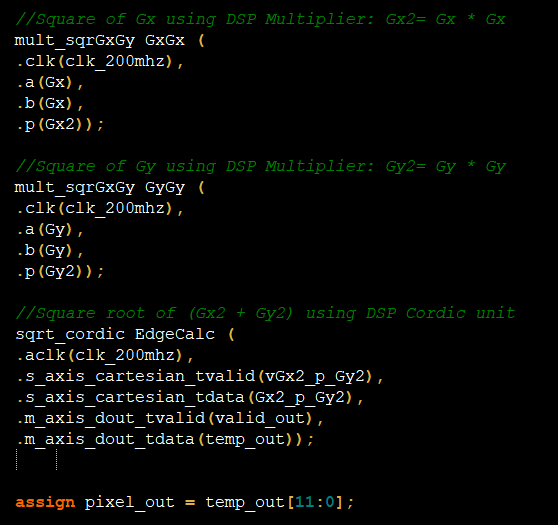 //Square of Gx using DSP Multiplier: Gx2= Gx * Gx
mult_sqrGxGy GxGx (
.clk(clk_200mhz),
.a(Gx),
.b(Gx),
.p(Gx2));
//Square of Gy using DSP Multiplier: Gy2= Gy * Gy
mult_sqrGxGy GyGy (
.clk(clk_200mhz),
.a(Gy),
.b(Gy),
.p(Gy2));
//Square root of (Gx2 + Gy2) using DSP Cordic unit
sqrt_cordic EdgeCalc (
.aclk(clk_200mhz),
.s_axis_cartesian_tvalid(vGx2_p_Gy2),
.s_axis_cartesian_tdata(Gx2_p_Gy2),
.m_axis_dout_tvalid(valid_out),
.m_axis_dout_tdata(temp_out));
assign pixel_out = temp_out[11:0];